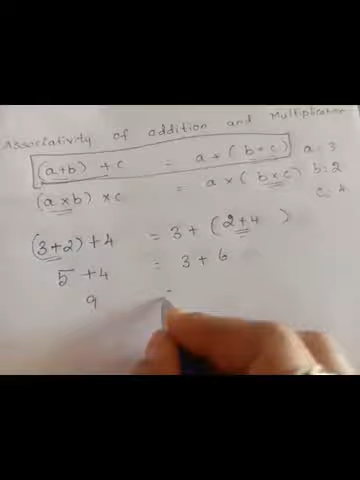 Associativity of addition and Multiplication
(a+b) + c = a + (b + c) a = 3
(a × b) × c = a × (b × c) b = 2
c = 4
(3+2) + 4 = 3 + (2+4)
5 + 4 = 3 + 6
9 =